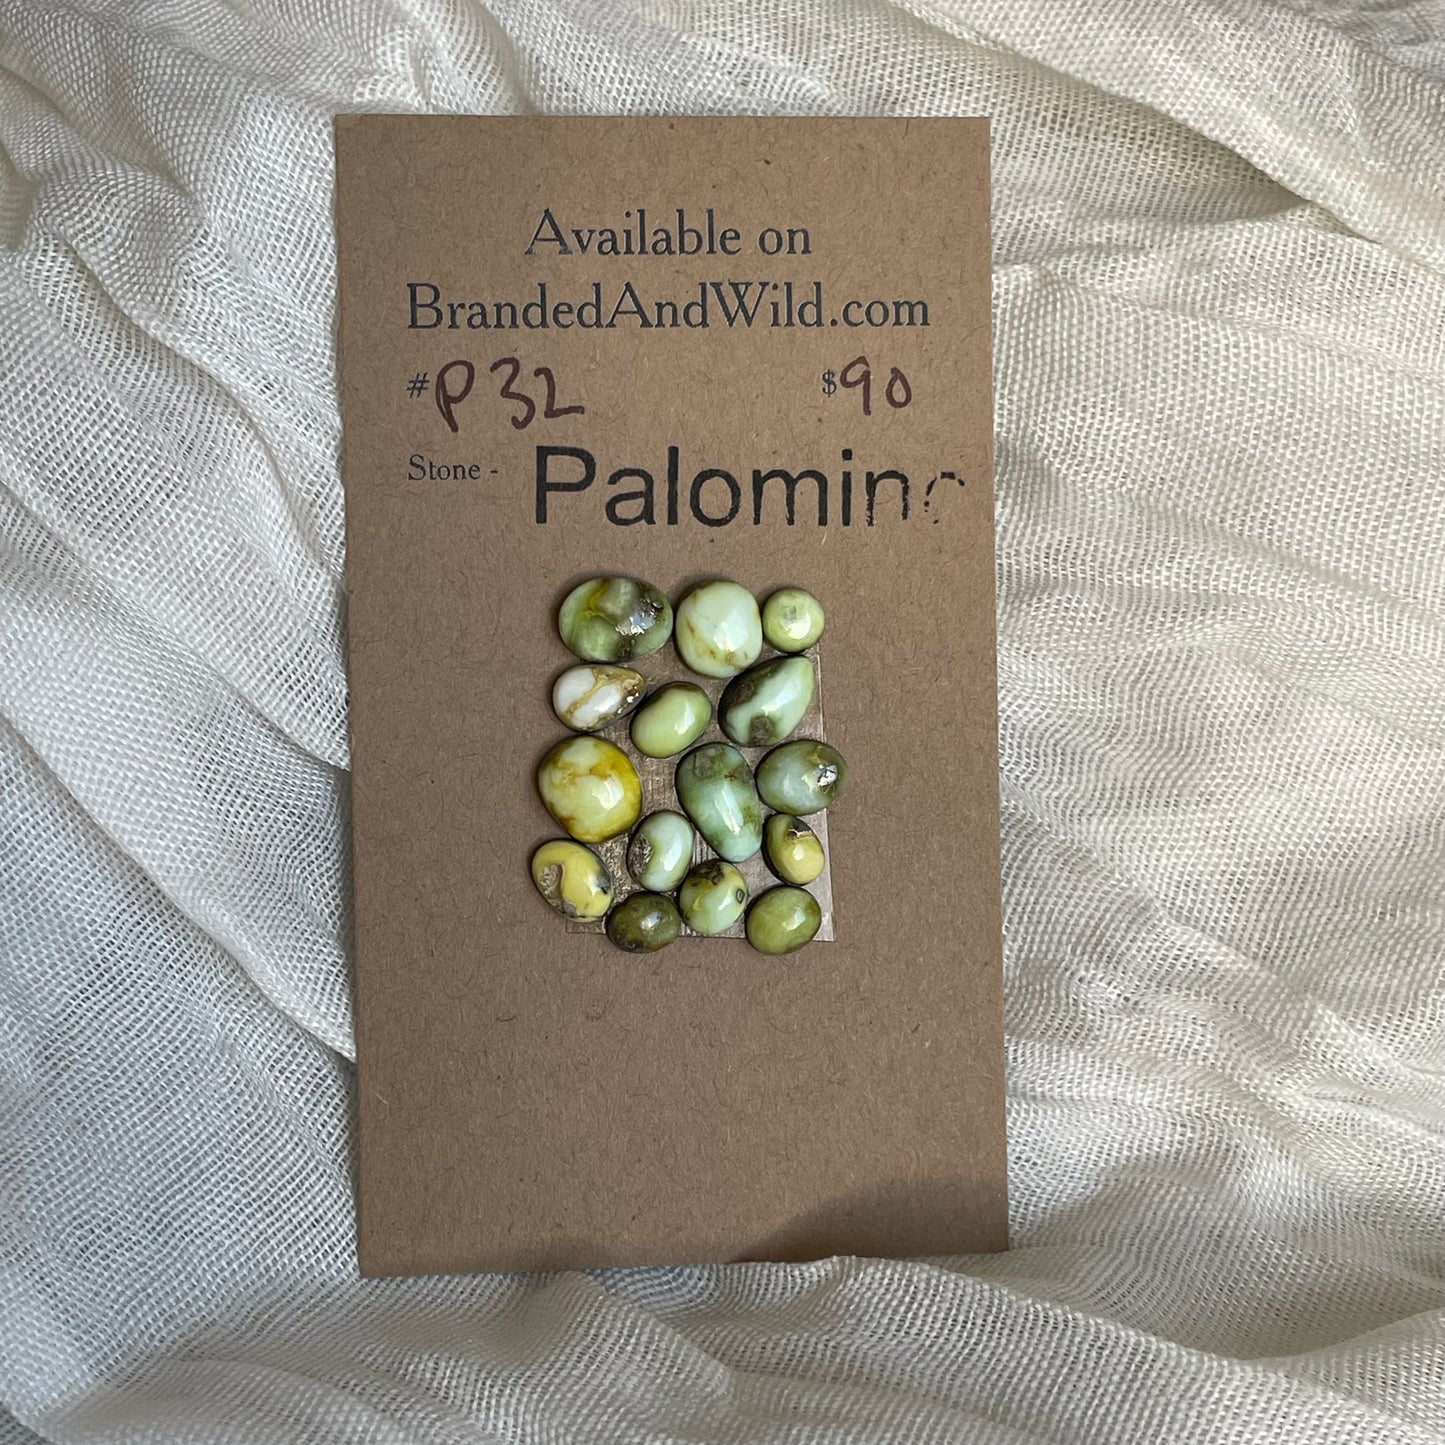 Available on
BrandedAndWild.com
#P32 $90
Stone - Palomino